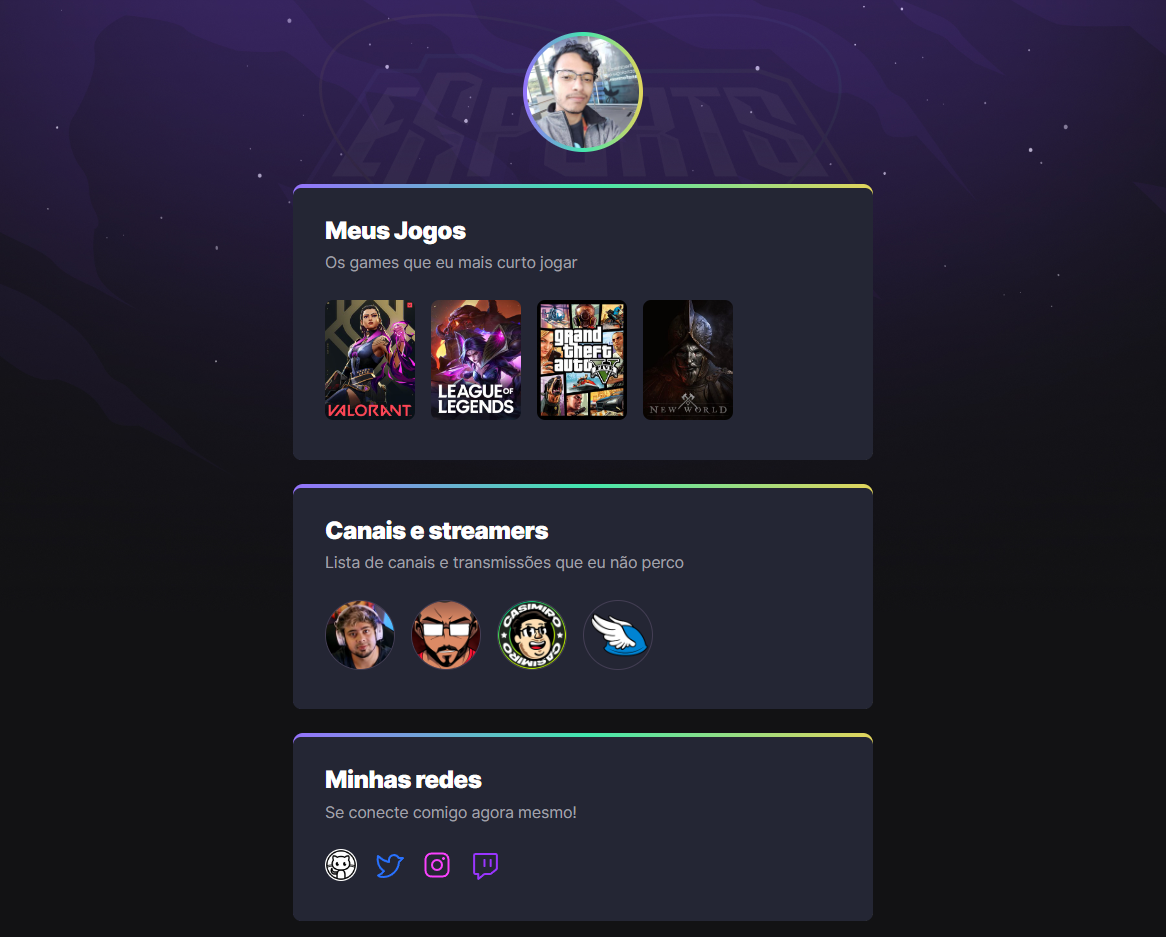 ESPORTS
Meus Jogos
Os games que eu mais curto jogar
VALORANT
LEAGUE OF
LEGENDS
grand
theft
auto
V
NEW WORLD
Canais e streamers
Lista de canais e transmissões que eu não perco
CASIMIRO
CASIMIRO
Minhas redes
Se conecte comigo agora mesmo!